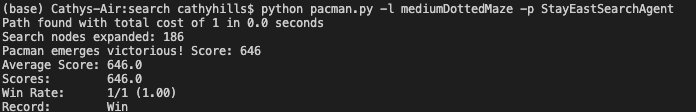 (base) Cathys-Air:search cathyhills$ python pacman.py -l mediumDottedMaze -p StayEastSearchAgent
Path found with total cost of 1 in 0.0 seconds
Search nodes expanded: 186
Pacman emerges victorious! Score: 646
Average Score: 646.0
Scores:        646.0
Win Rate:      1/1 (1.00)
Record:        Win